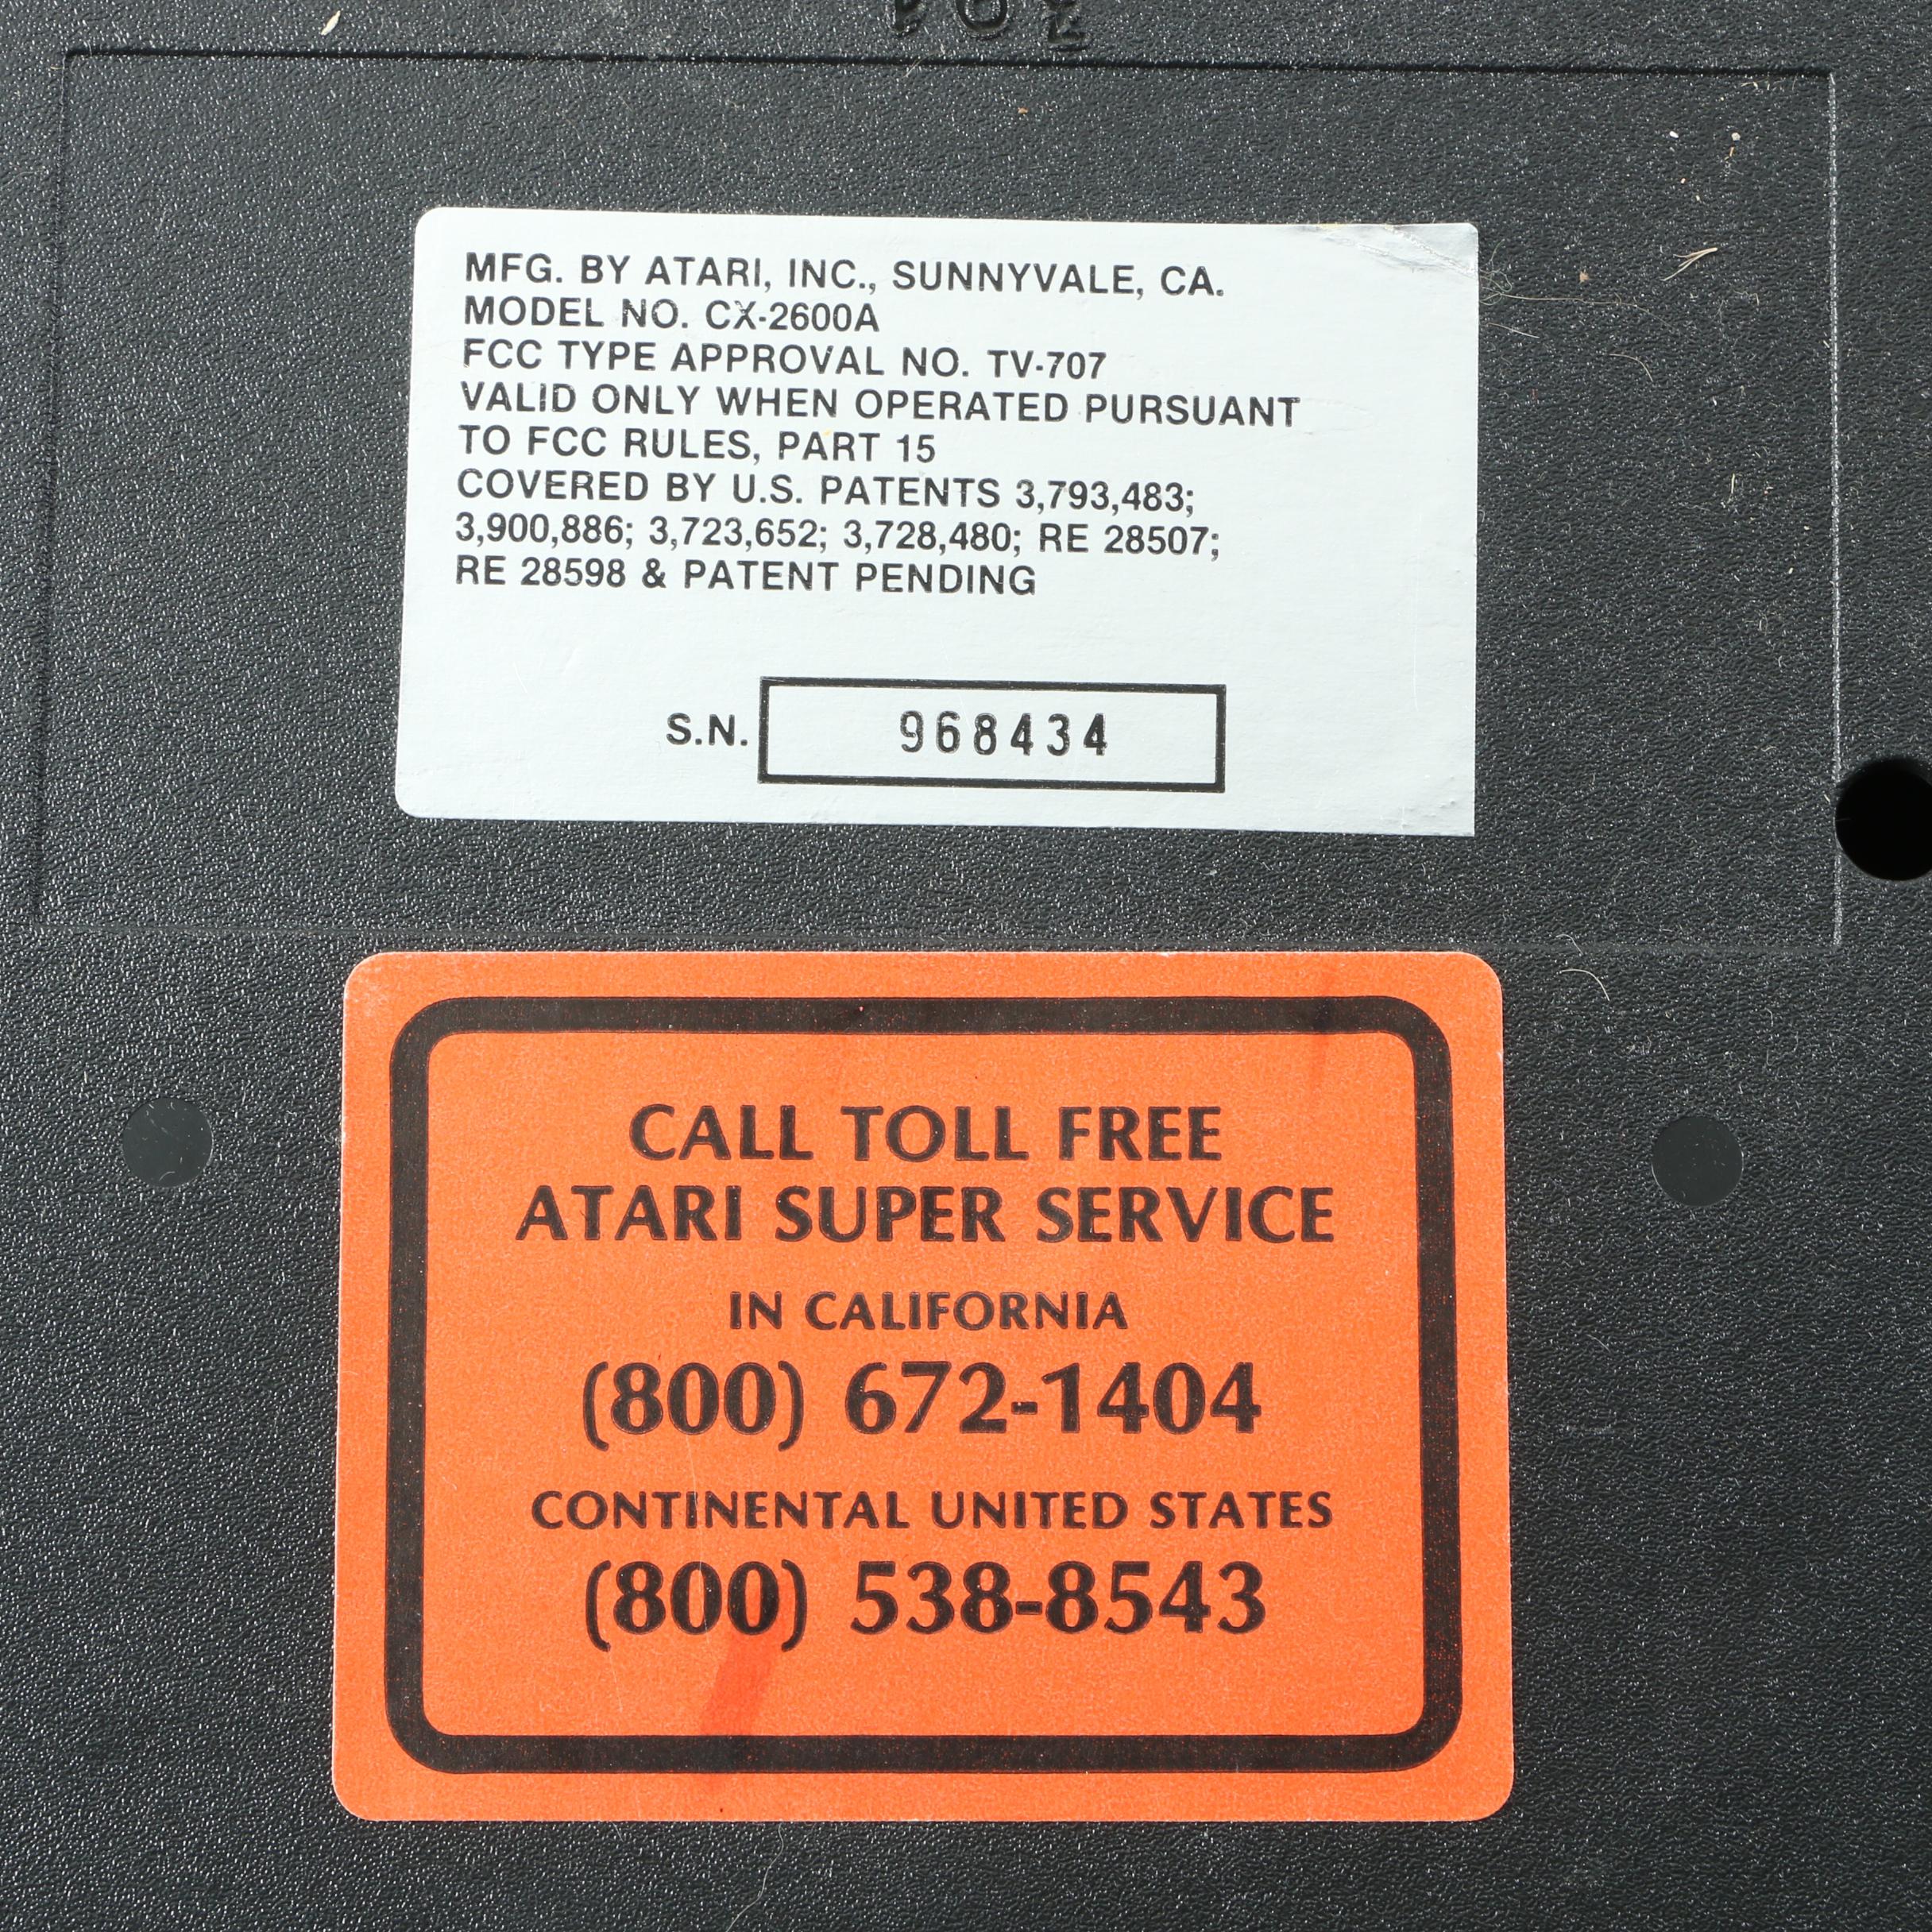 MFG. BY ATARI, INC., SUNNYVALE, CA.
MODEL NO. CX-2600A
FCC TYPE APPROVAL NO. TV-707
VALID ONLY WHEN OPERATED PURSUANT
TO FCC RULES, PART 15
COVERED BY U.S. PATENTS 3,793,483;
3,900,886; 3,723,652; 3,728,480; RE 28507;
RE 28598 & PATENT PENDING
S.N. 968434
CALL TOLL FREE
ATARI SUPER SERVICE
IN CALIFORNIA
(800) 672-1404
CONTINENTAL UNITED STATES
(800) 538-8543